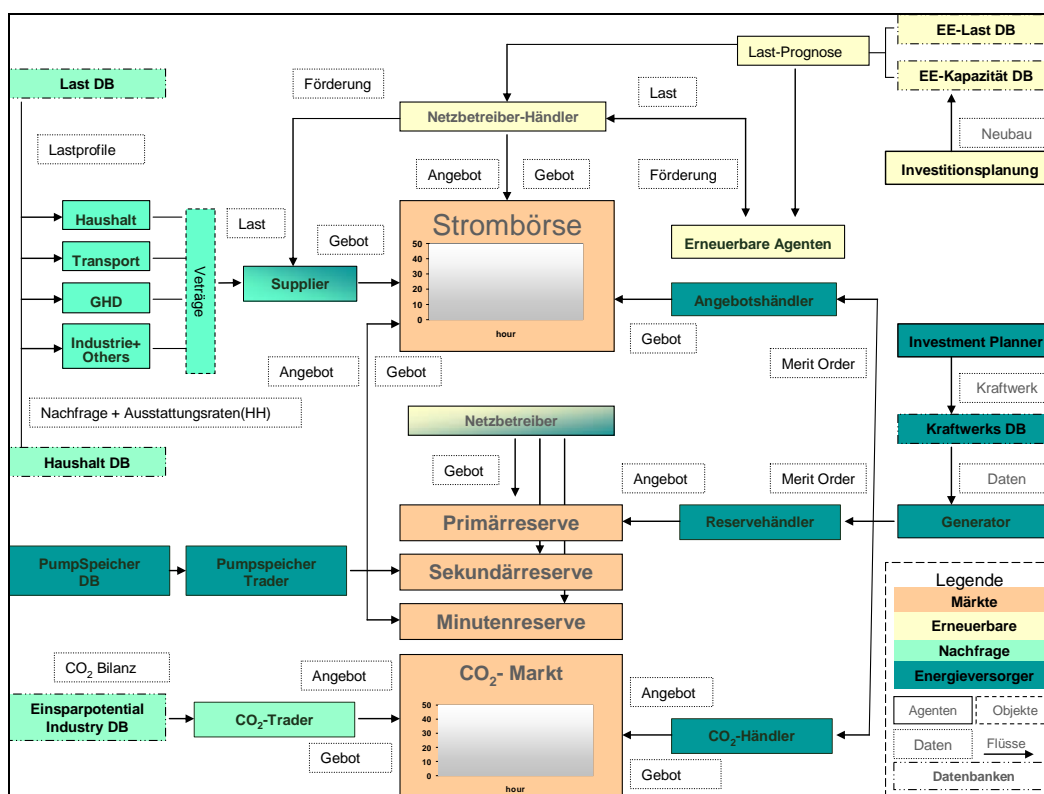 EE-Last DB
Last-Prognose
EE-Kapazität DB
Last DB
Förderung
Last
Netzbetreiber-Händler
Neubau
Lastprofile
Investitionsplanung
Angebot
Gebot
Förderung
Haushalt
Transport
GHD
Industrie+
Others
Veträge
Last
Gebot
Supplier
Strombörse
50
40
30
20
10
0
hour
Erneuerbare Agenten
Angebotshändler
Gebot
Merit Order
Investment Planner
Kraftwerk
Kraftwerks DB
Daten
Generator
Angebot
Gebot
Nachfrage + Ausstattungsraten(HH)
Haushalt DB
Netzbetreiber
Gebot
Angebot
Merit Order
Primärreserve
Reservehändler
Sekundärreserve
Minutenreserve
PumpSpeicher
DB
Pumpspeicher
Trader
CO2 Bilanz
Einsparpotential
Industry DB
CO2-Trader
Angebot
Gebot
CO2- Markt
50
40
30
20
10
0
hour
Angebot
CO2-Händler
Gebot
Legende
Märkte
Erneuerbare
Nachfrage
Energieversorger
Agenten
Objekte
Daten
Flüsse
Datenbanken